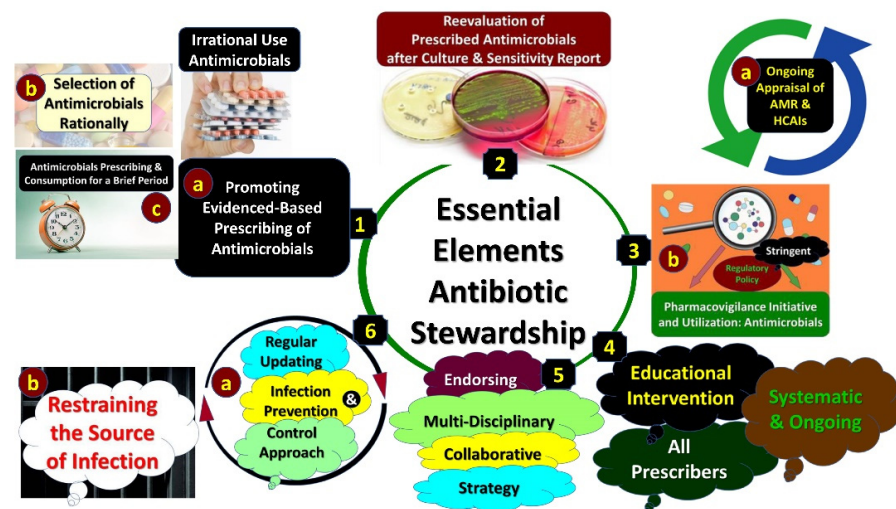 Essential
Elements
Antibiotic
Stewardship
1
a
Promoting
Evidenced-Based
Prescribing of
Antimicrobials
Irrational Use
Antimicrobials
b
Selection of
Antimicrobials
Rationally
Antimicrobials Prescribing &
Consumption for a Brief Period
c
2
Reevaluation of
Prescribed Antimicrobials
after Culture & Sensitivity Report
3
a
Ongoing
Appraisal of
AMR &
HCAIs
b
Stringent
Regulatory
Policy
Pharmacovigilance Initiative
and Utilization: Antimicrobials
4
Educational
Intervention
All
Prescribers
Systematic
& Ongoing
5
Endorsing
Multi-Disciplinary
Collaborative
Strategy
6
a
Regular
Updating
Infection
Prevention &
Control
Approach
b
Restraining
the Source
of Infection